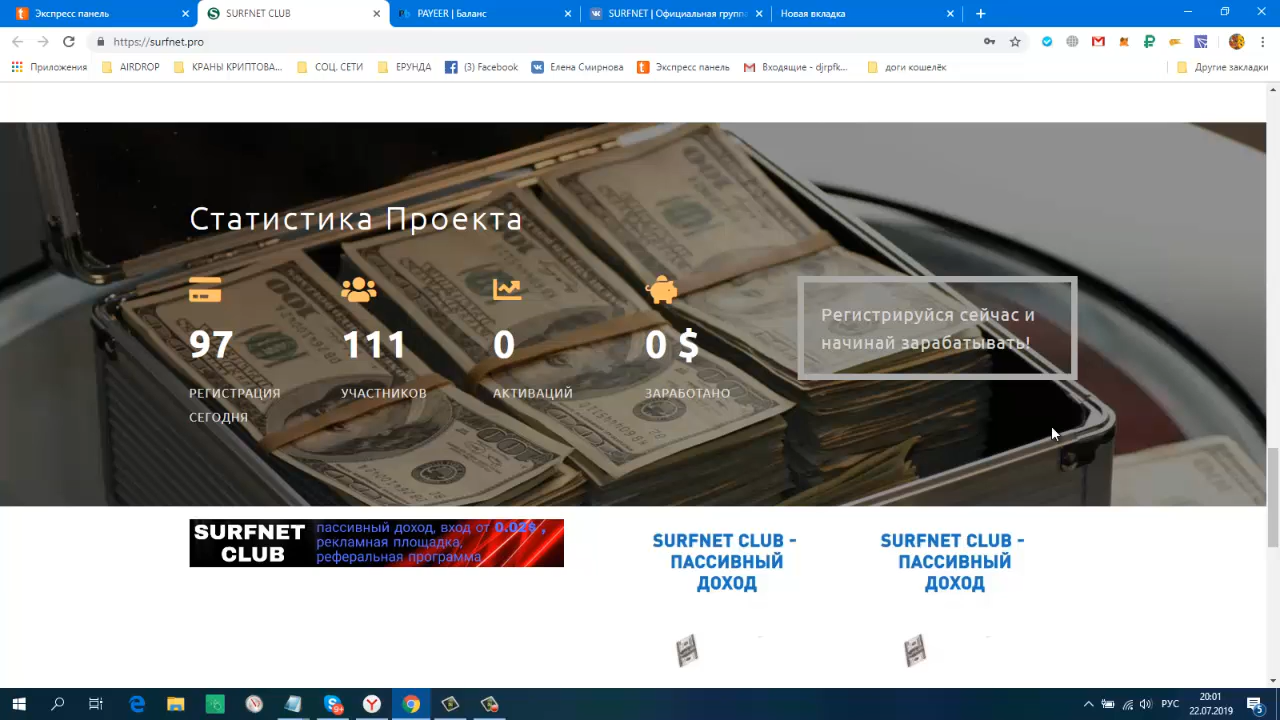 Экспресс панель
SURFNET CLUB
PAYEER | Баланс
SURFNET | Официальная группа
Новая вкладка
https://surfnet.pro
Приложения
AIRDROP
КРАНЫ КРИПТОВА...
СОЦ. СЕТИ
ЕРУНДА
(3) Facebook
Елена Смирнова
Экспресс панель
Входящие - djrpfk...
доги кошелёк
Другие закладки
Статистика Проекта
97
111
0
0 $
РЕГИСТРАЦИЯ
СЕГОДНЯ
УЧАСТНИКОВ
АКТИВАЦИЙ
ЗАРАБОТАНО
Регистрируйся сейчас и
начинай зарабатывать!
SURFNET
CLUB
пассивный доход, вход от 0.02$ ,
рекламная площадка,
реферальная программа
SURFNET CLUB -
ПАССИВНЫЙ
ДОХОД
SURFNET CLUB -
ПАССИВНЫЙ
ДОХОД
РУС
20:01
22.07.2019